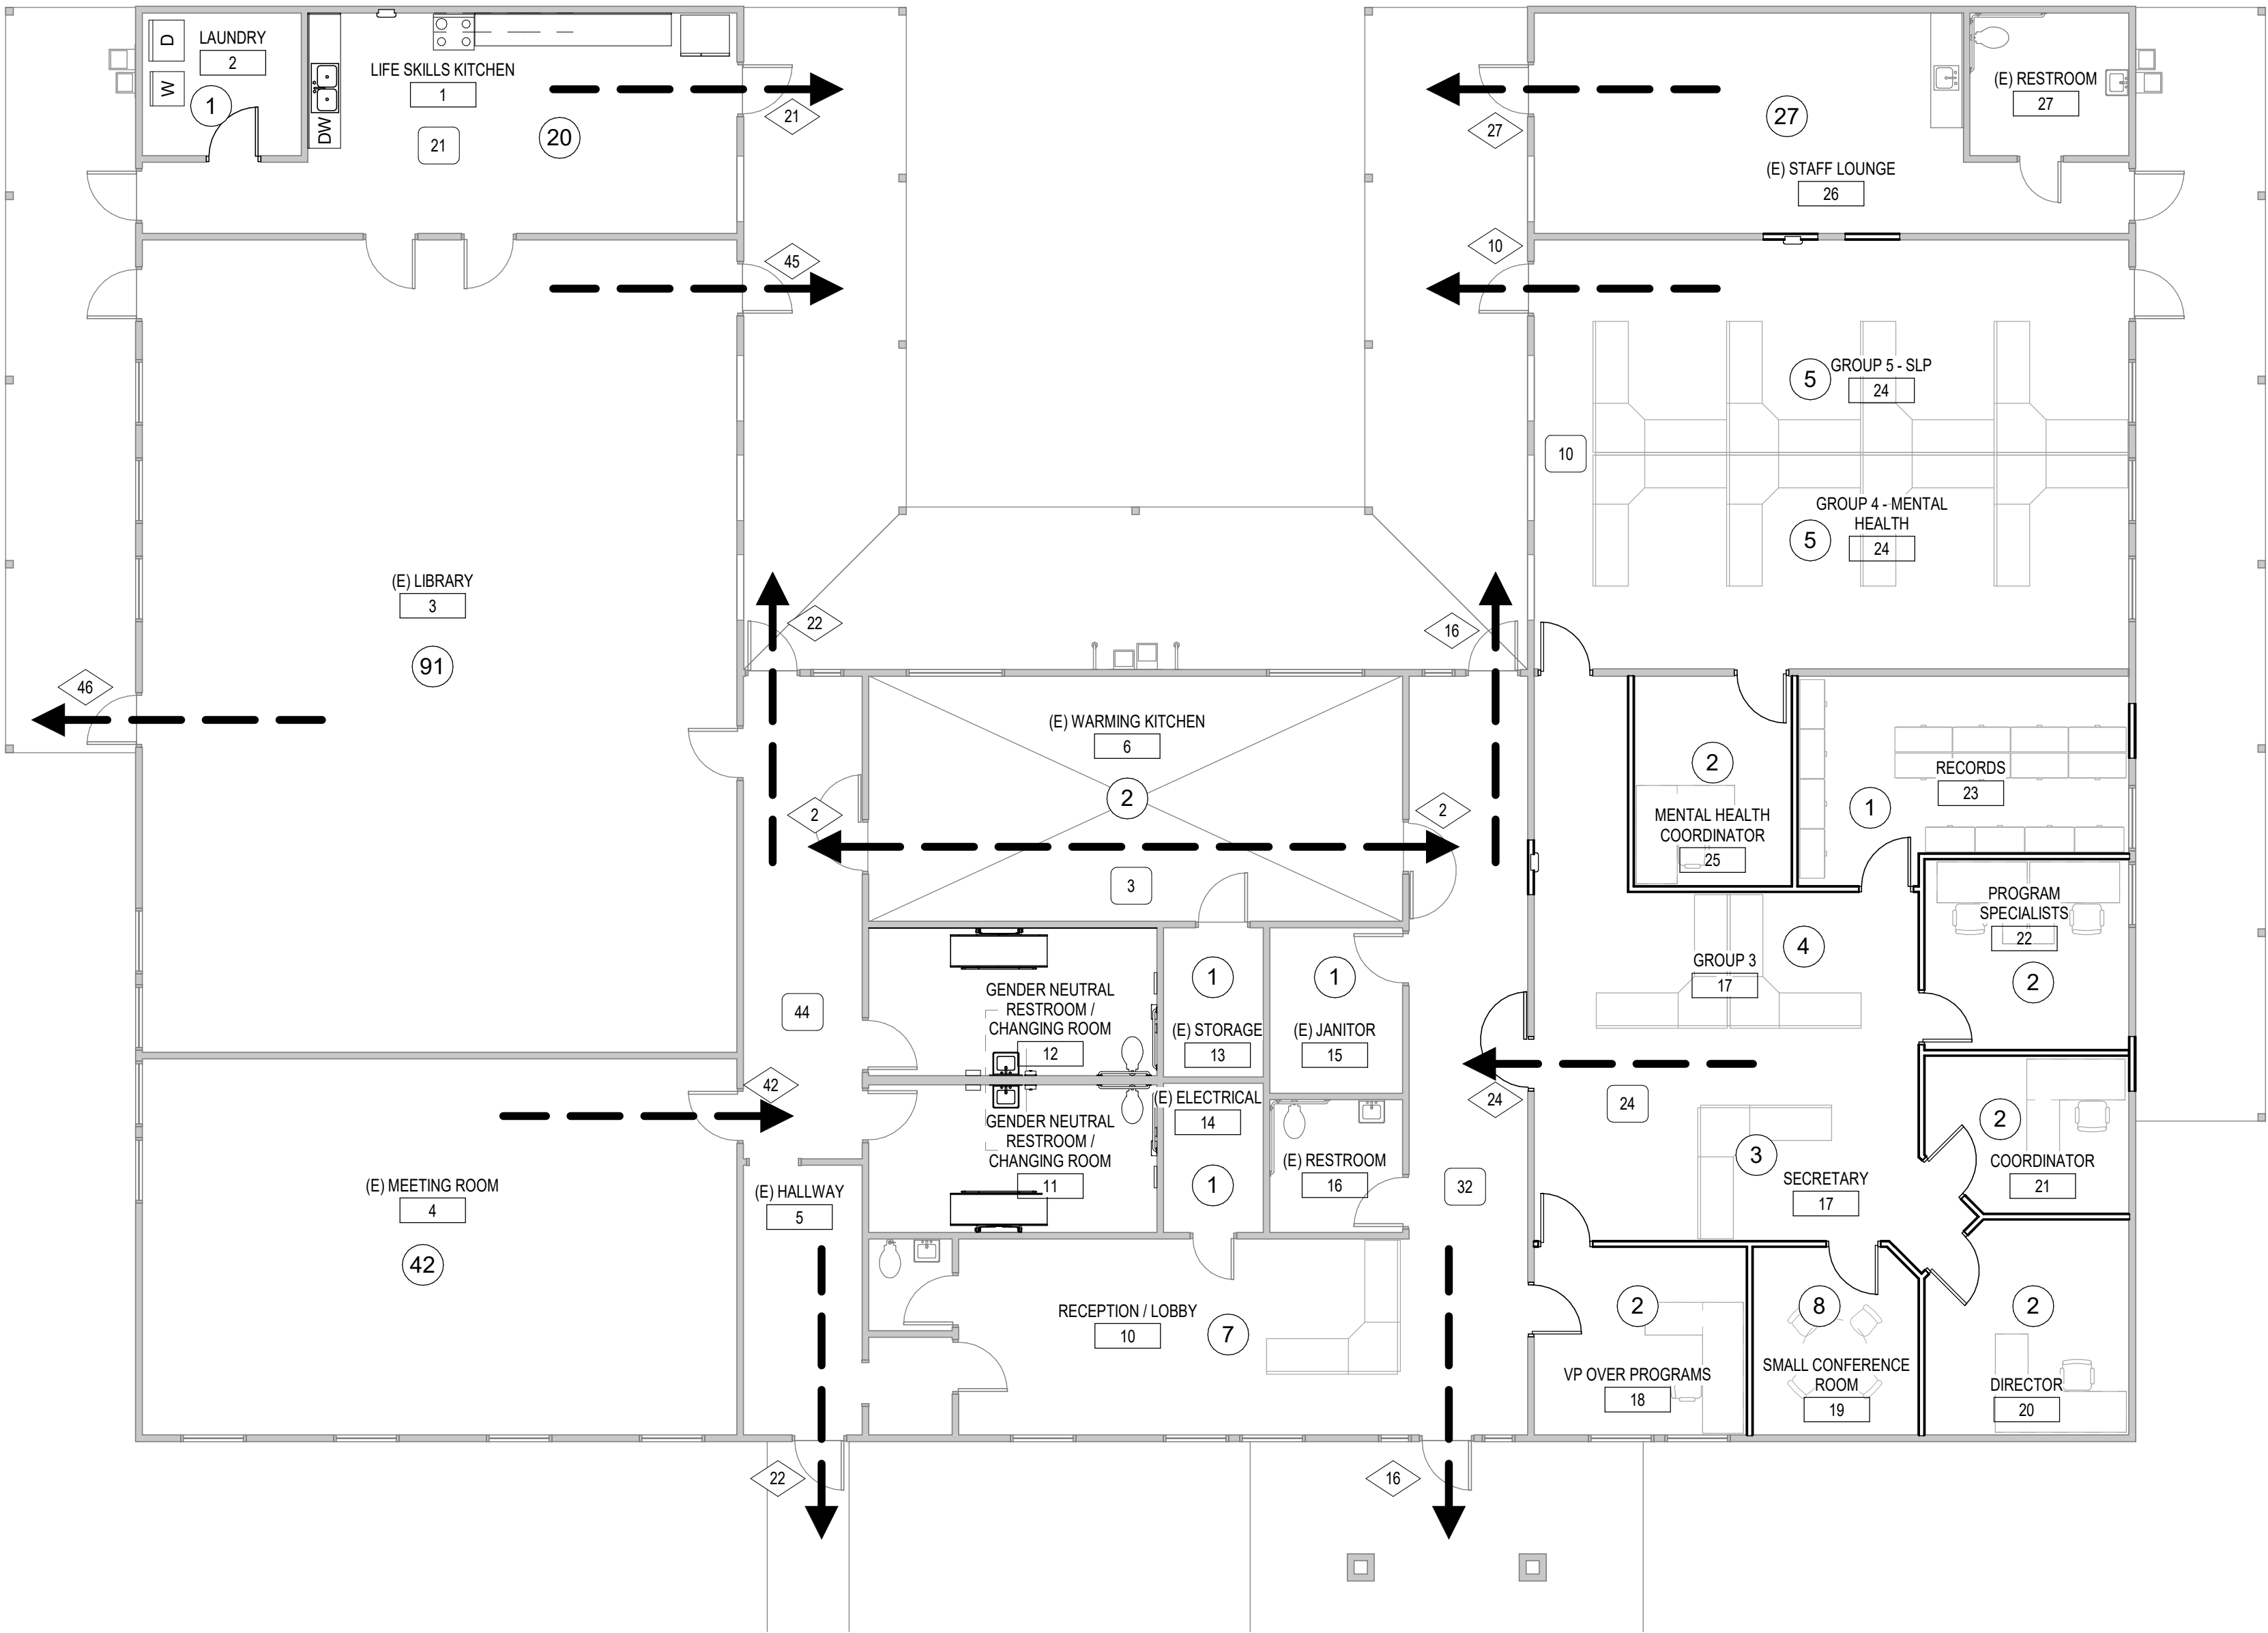 D
W
LAUNDRY
2
1
DW
LIFE SKILLS KITCHEN
1
21
20
21
27
27
(E) RESTROOM
27
(E) STAFF LOUNGE
26
45
10
GROUP 5 - SLP
5
24
10
GROUP 4 - MENTAL
HEALTH
5
24
(E) LIBRARY
3
91
46
22
16
(E) WARMING KITCHEN
6
2
2
2
3
2
MENTAL HEALTH
COORDINATOR
25
RECORDS
23
1
PROGRAM
SPECIALISTS
22
2
GROUP 3
17
4
44
GENDER NEUTRAL
RESTROOM /
CHANGING ROOM
12
1
(E) STORAGE
13
1
(E) JANITOR
15
42
24
24
GENDER NEUTRAL
RESTROOM /
CHANGING ROOM
11
(E) ELECTRICAL
14
1
(E) RESTROOM
16
32
3
SECRETARY
17
2
COORDINATOR
21
(E) MEETING ROOM
4
42
(E) HALLWAY
5
RECEPTION / LOBBY
10
7
2
VP OVER PROGRAMS
18
8
SMALL CONFERENCE
ROOM
19
2
DIRECTOR
20
22
16